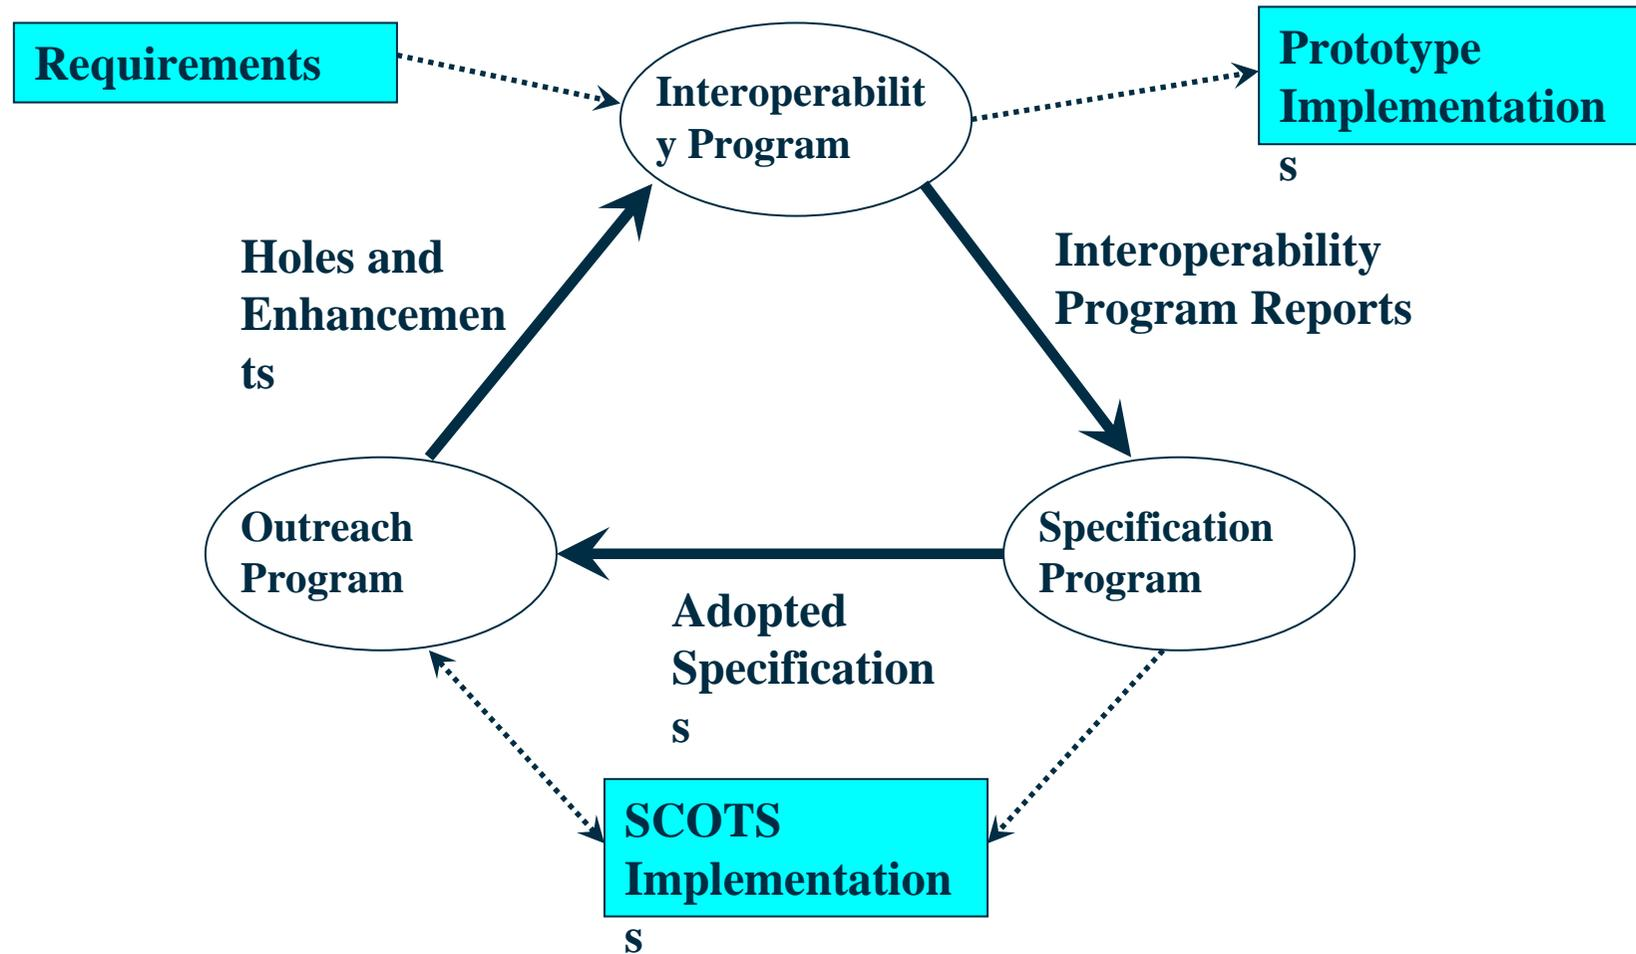 Requirements
Interoperabilit
y Program
Prototype
Implementation
s
Holes and
Enhancemen
ts
Interoperability
Program Reports
Outreach
Program
Specification
Program
Adopted
Specification
s
SCOTS
Implementation
s